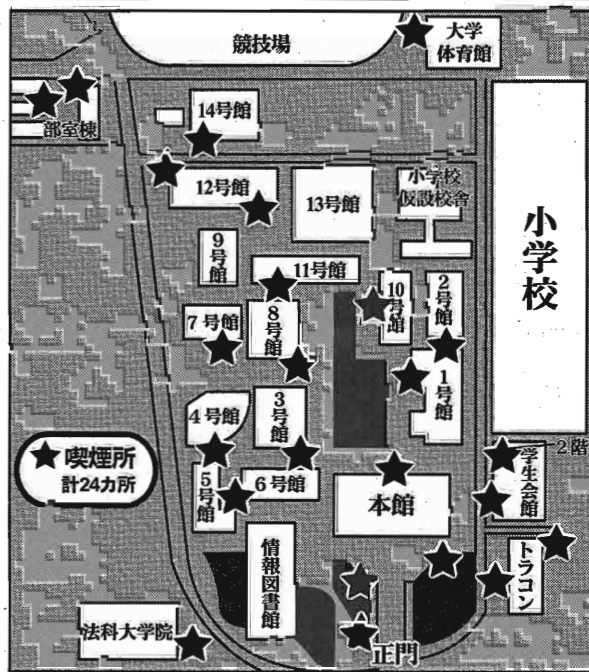 競技場
大学
体育館
部室棟
14号館
12号館
13号館
小学校
仮設校舎
小学校
9号館
11号館
10号館
2号館
7号館
8号館
1号館
4号館
3号館
喫煙所
計24カ所
5号館
6号館
本館
2階
学生会館
情報図書館
トラコン
法科大学院
正門